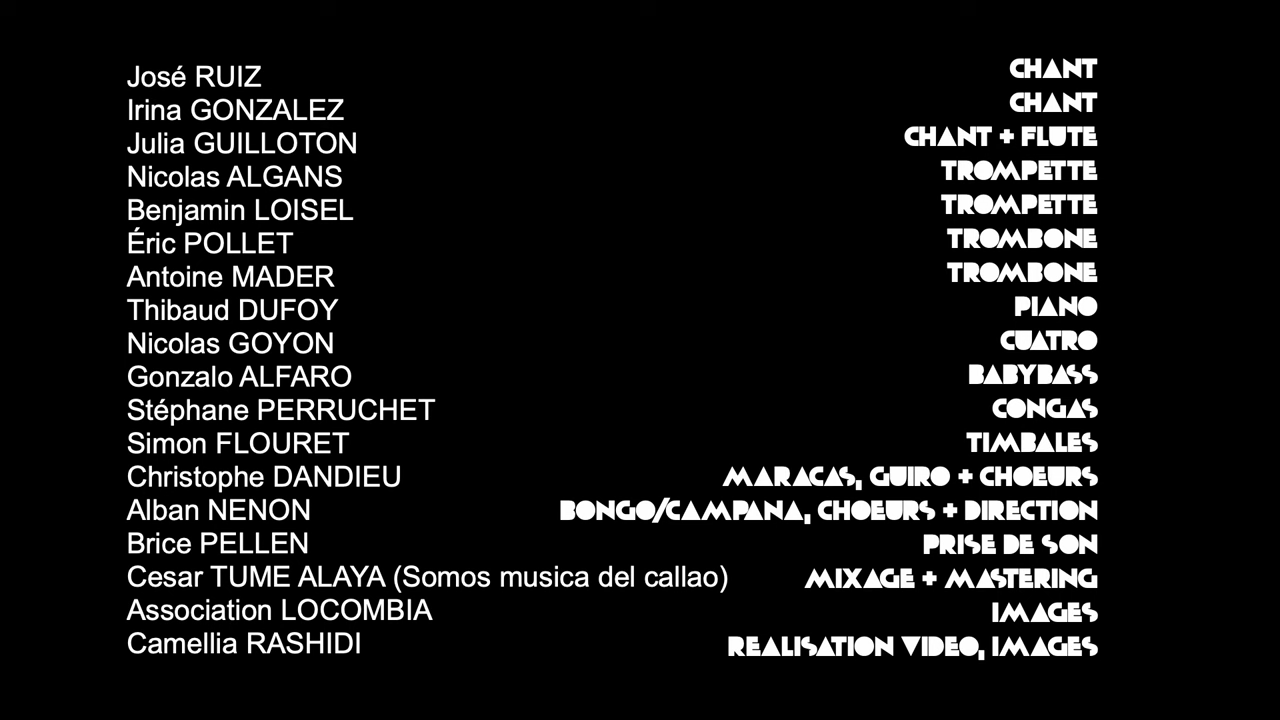 José RUIZ CHANT
Irina GONZALEZ CHANT
Julia GUILLOTON CHANT + FLUTE
Nicolas ALGANS TROMPETTE
Benjamin LOISEL TROMPETTE
Éric POLLET TROMBONE
Antoine MADER TROMBONE
Thibaud DUFOY PIANO
Nicolas GOYON CUATRO
Gonzalo ALFARO BABYBASS
Stéphane PERRUCHET CONGAS
Simon FLOURET TIMBALES
Christophe DANDIEU MARACAS, GUIRO + CHOEURS
Alban NENON BONGO/CAMPANA, CHOEURS + DIRECTION
Brice PELLEN PRISE DE SON
Cesar TUME ALAYA (Somos musica del callao) MIXAGE + MASTERING
Association LOCOMBIA IMAGES
Camellia RASHIDI REALISATION VIDEO, IMAGES